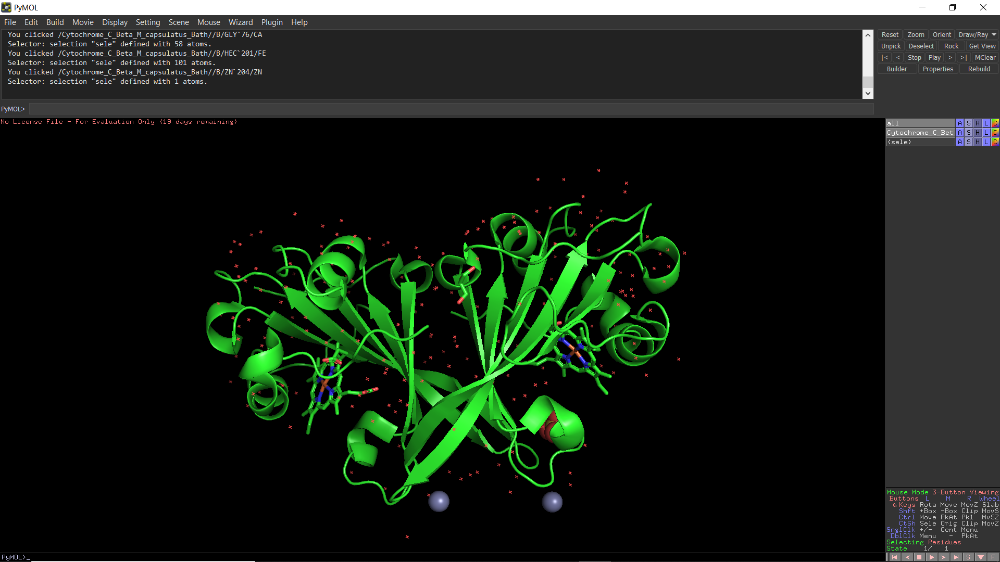 PyMOL
File Edit Build Movie Display Setting Scene Mouse Wizard Plugin Help
You clicked /Cytochrome_C_Beta_M_capsulatus_Bath//B/GLY`76/CA
Selector: selection "sele" defined with 58 atoms.
You clicked /Cytochrome_C_Beta_M_capsulatus_Bath//B/HEC`201/FE
Selector: selection "sele" defined with 101 atoms.
You clicked /Cytochrome_C_Beta_M_capsulatus_Bath//B/ZN`204/ZN
Selector: selection "sele" defined with 1 atoms.
PyMOL>
Reset Zoom Orient Draw/Ray
Unpick Deselect Rock Get View
|< < Stop Play > >| MClear
Builder Properties Rebuild
No License File - For Evaluation Only (19 days remaining)
all A S H L C
Cytochrome_C_Bet A S H L C
(sele) A S H L C
Mouse Mode 3-Button Viewing
Buttons L M R Wheel
& Keys Rota Move MovZ Slab
Shft +Box -Box Clip MovS
Ctrl Move PkAt Pk1 MvSZ
CtSh Sele Orig Clip MovZ
SnglClk +/- Cent Menu
DblClk Menu - PkAt
Selecting Residues
State 1/ 1
PyMOL>_
S F